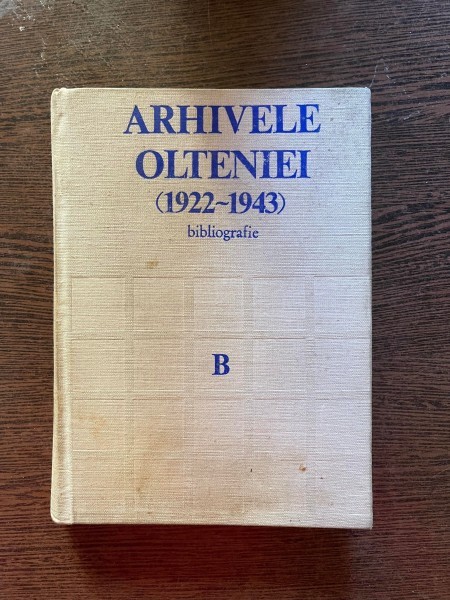 ARHIVELE
OLTENIEI
(1922~1943)
bibliografie
B